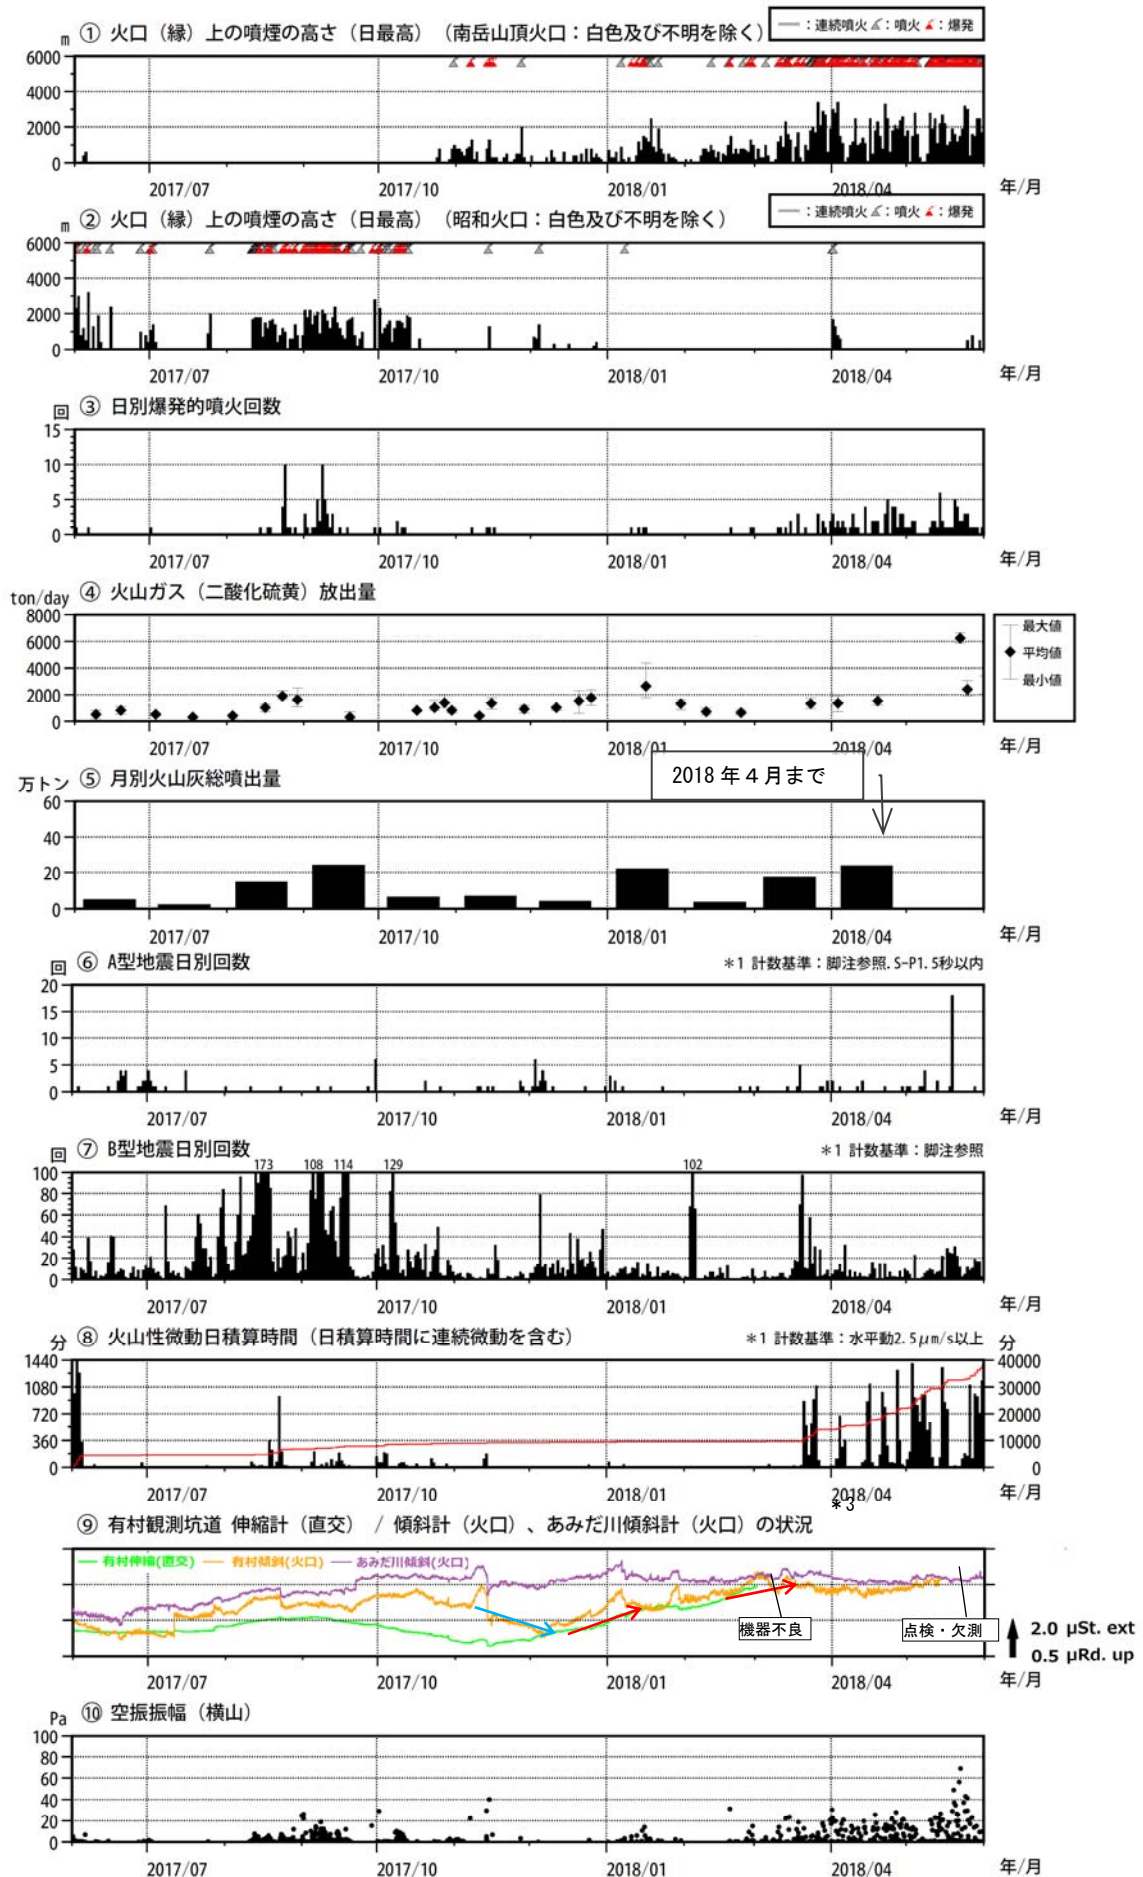 ① 火口（縁）上の噴煙の高さ（日最高）（南岳山頂火口：白色及び不明を除く）
m
：連続噴火 ：噴火 ：爆発
6000
4000
2000
0
2017/07 2017/10 2018/01 2018/04 年/月
② 火口（縁）上の噴煙の高さ（日最高）（昭和火口：白色及び不明を除く）
m
：連続噴火 ：噴火 ：爆発
6000
4000
2000
0
2017/07 2017/10 2018/01 2018/04 年/月
回 ③ 日別爆発的噴火回数
15
10
5
0
2017/07 2017/10 2018/01 2018/04 年/月
ton/day ④ 火山ガス（二酸化硫黄）放出量
8000
6000
4000
2000
0
最大値
平均値
最小値
2017/07 2017/10 2018/01 2018/04 年/月
万トン ⑤ 月別火山灰総噴出量
2018 年 4 月まで
60
40
20
0
2017/07 2017/10 2018/01 2018/04 年/月
回 ⑥ A型地震日別回数 ＊1 計数基準：脚注参照. S-P1. 5秒以内
20
15
10
5
0
2017/07 2017/10 2018/01 2018/04 年/月
回 ⑦ B型地震日別回数 ＊1 計数基準：脚注参照
173 108 114 129 102
100
80
60
40
20
0
2017/07 2017/10 2018/01 2018/04 年/月
分 ⑧ 火山性微動日積算時間（日積算時間に連続微動を含む） ＊1 計数基準：水平動2. 5μm/s以上 分
1440 40000
1080 30000
720 20000
360 10000
0 0
2017/07 2017/10 2018/01 2018/04 年/月
＊3
⑨ 有村観測坑道 伸縮計（直交） / 傾斜計（火口）、あみだ川傾斜計（火口）の状況
有村伸縮(直交) 有村傾斜(火口) あみだ川傾斜(火口)
機器不良 点検・欠測
2.0 μSt. ext
0.5 μRd. up
2017/07 2017/10 2018/01 2018/04 年/月
Pa ⑩ 空振振幅（横山）
100
80
60
40
20
0
2017/07 2017/10 2018/01 2018/04 年/月